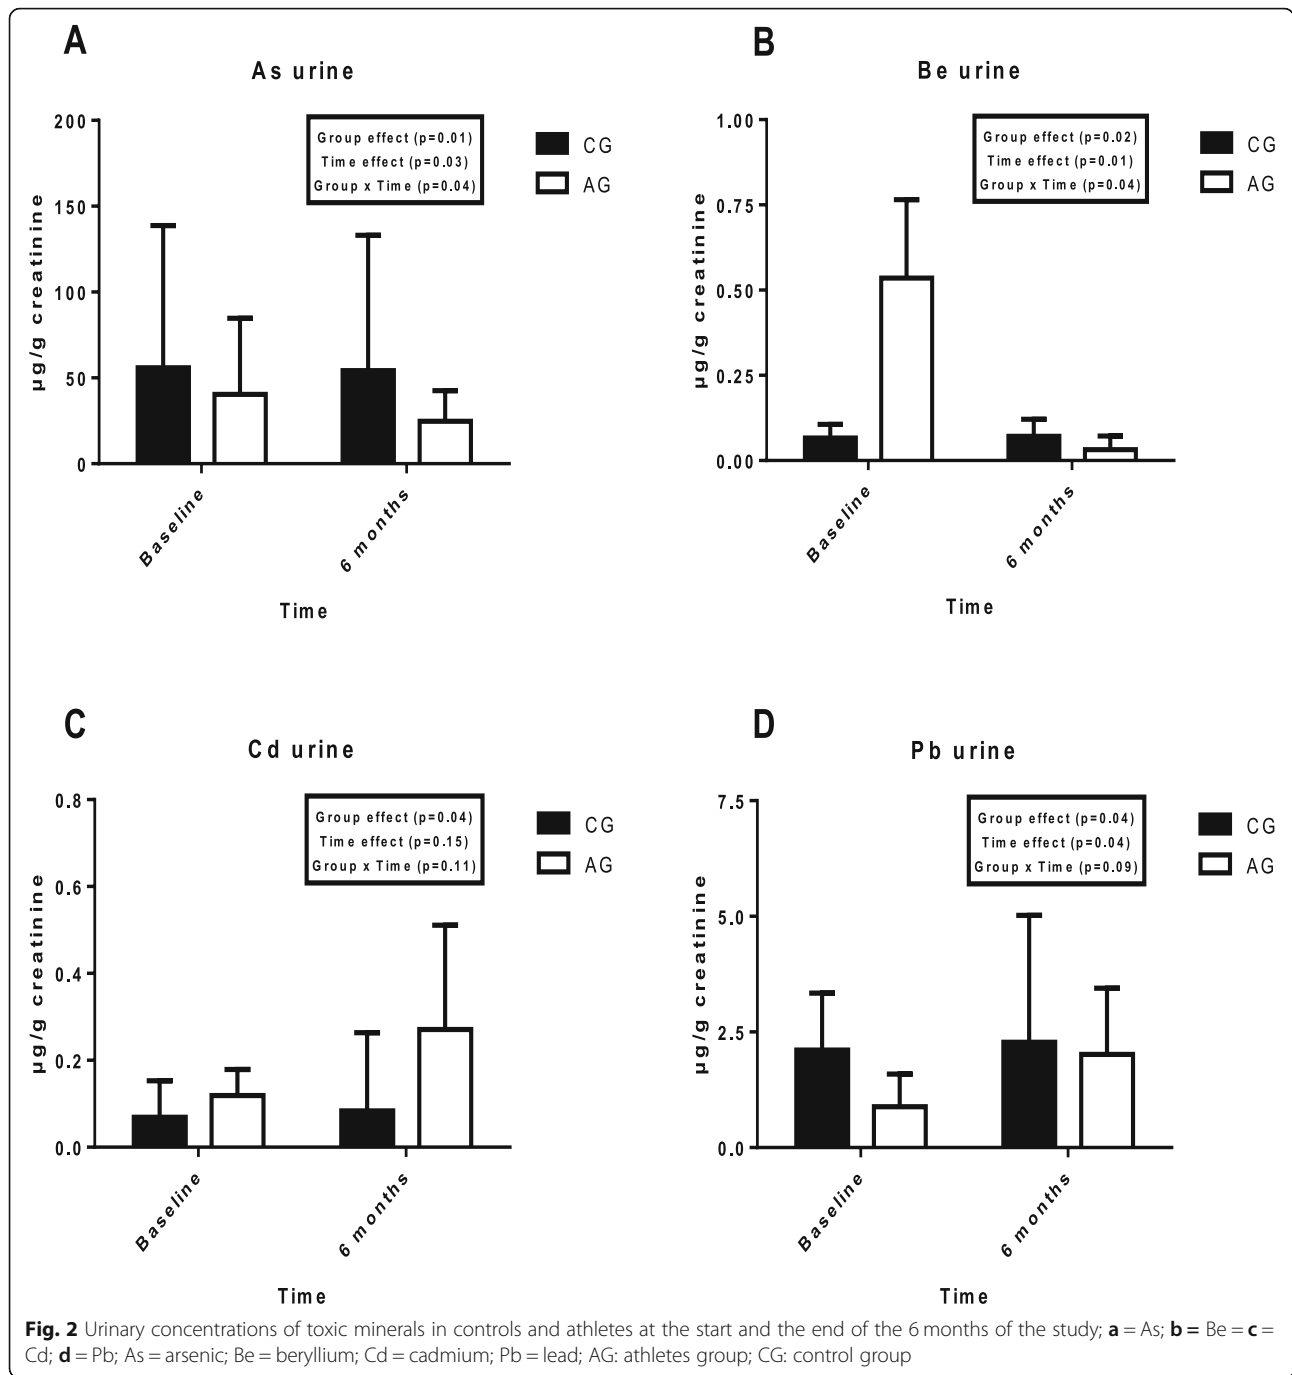 A
As urine
Group effect (p=0.01)
Time effect (p=0.03)
Group x Time (p=0.04)
CG
AG
200
150
100
50
0
µg/g creatinine
Baseline
6 months
Time
B
Be urine
Group effect (p=0.02)
Time effect (p=0.01)
Group x Time (p=0.04)
CG
AG
1.00
0.75
0.50
0.25
0.00
µg/g creatinine
Baseline
6 months
Time
C
Cd urine
Group effect (p=0.04)
Time effect (p=0.15)
Group x Time (p=0.11)
CG
AG
0.8
0.6
0.4
0.2
0.0
µg/g creatinine
Baseline
6 months
Time
D
Pb urine
Group effect (p=0.04)
Time effect (p=0.04)
Group x Time (p=0.09)
CG
AG
7.5
5.0
2.5
0.0
µg/g creatinine
Baseline
6 months
Time
Fig. 2 Urinary concentrations of toxic minerals in controls and athletes at the start and the end of the 6 months of the study; a = As; b = Be = c =
Cd; d = Pb; As = arsenic; Be = beryllium; Cd = cadmium; Pb = lead; AG: athletes group; CG: control group